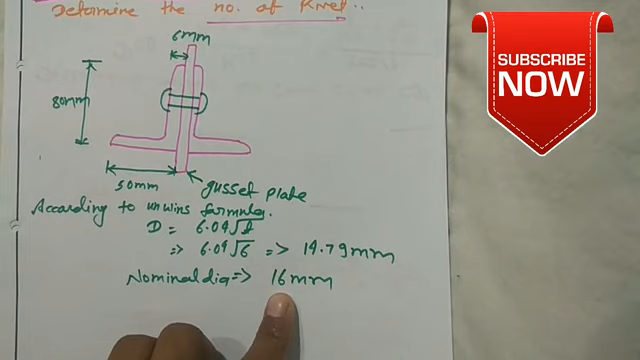 Determine the no. of Rivet..
6mm
80mm
50mm
gusset plate
According to unwins formula.
D = 6.04√t
=> 6.04√6 => 14.79mm
Nominal dia => 16mm
SUBSCRIBE
NOW